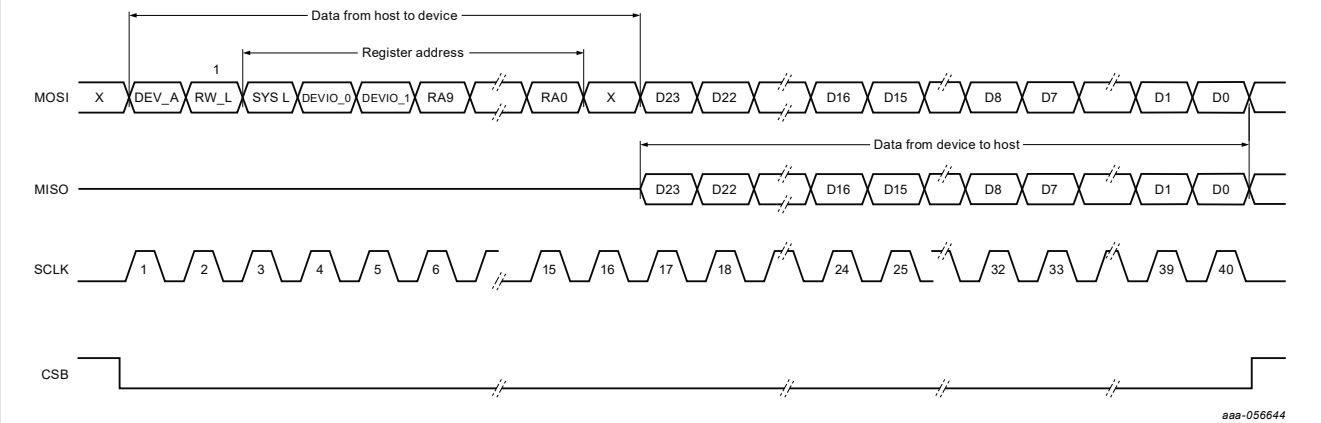 Data from host to device
1
Register address
MOSI X DEV_A RW_L SYS L DEVIO_0 DEVIO_1 RA9 RA0 X D23 D22 D16 D15 D8 D7 D1 D0
Data from device to host
MISO D23 D22 D16 D15 D8 D7 D1 D0
SCLK 1 2 3 4 5 6 15 16 17 18 24 25 32 33 39 40
CSB
aaa-056644